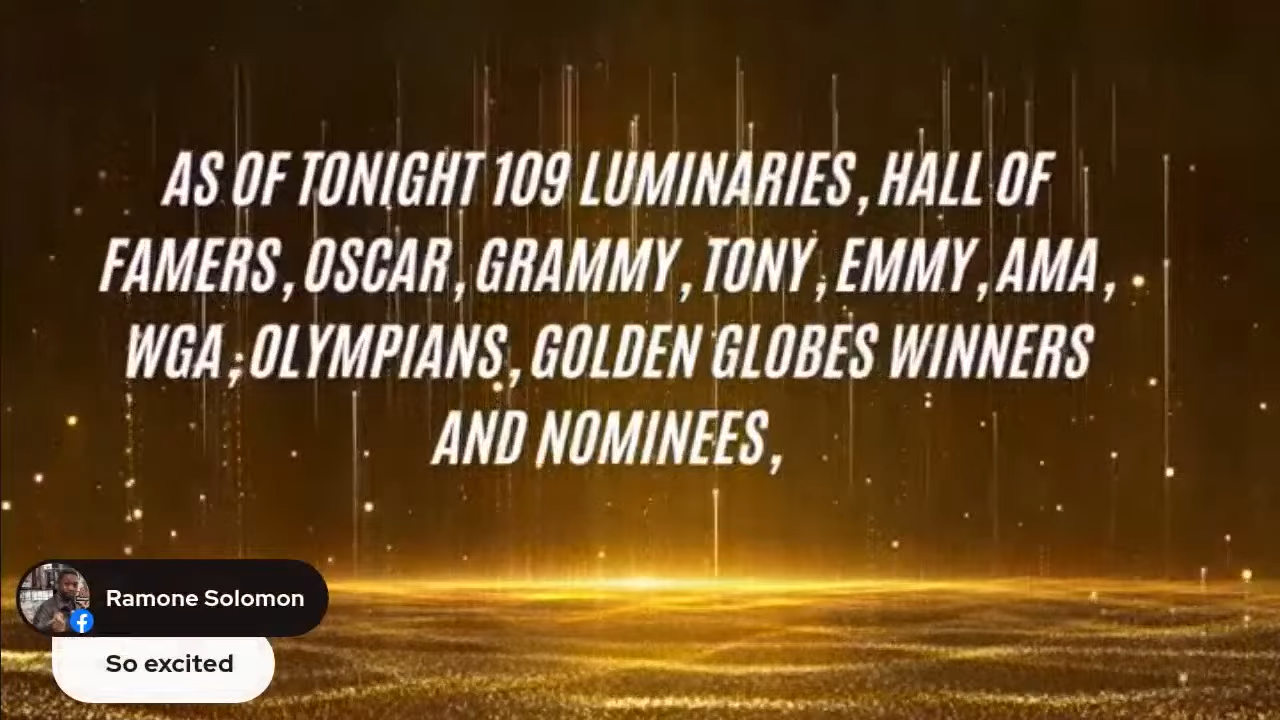 AS OF TONIGHT 109 LUMINARIES, HALL OF
FAMERS, OSCAR, GRAMMY, TONY, EMMY, AMA,
WGA, OLYMPIANS, GOLDEN GLOBES WINNERS
AND NOMINEES,
Ramone Solomon
So excited